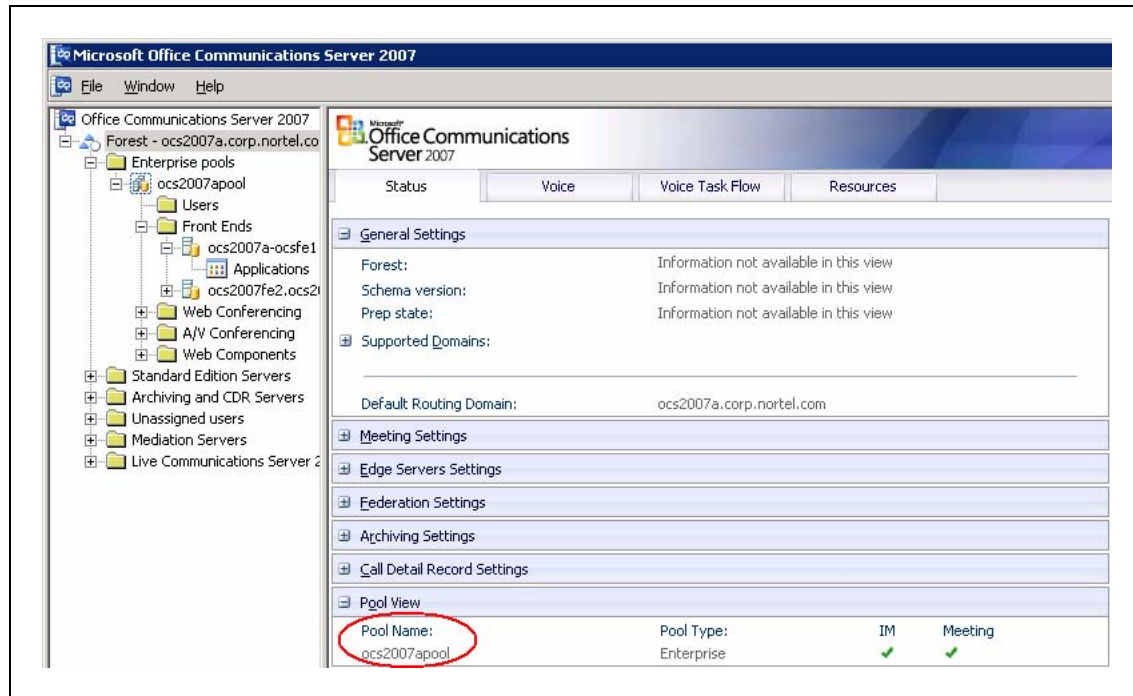 Microsoft Office Communications Server 2007
File Window Help
Office Communications Server 2007
Forest - ocs2007a.corp.nortel.co
Enterprise pools
ocs2007apool
Users
Front Ends
ocs2007a-ocsfe1
Applications
ocs2007fe2.ocs2
Web Conferencing
A/V Conferencing
Web Components
Standard Edition Servers
Archiving and CDR Servers
Unassigned users
Mediation Servers
Live Communications Server 2
Microsoft
Office Communications
Server 2007
Status Voice Voice Task Flow Resources
General Settings
Forest: Information not available in this view
Schema version: Information not available in this view
Prep state: Information not available in this view
Supported Domains:
Default Routing Domain: ocs2007a.corp.nortel.com
Meeting Settings
Edge Servers Settings
Federation Settings
Archiving Settings
Call Detail Record Settings
Pool View
Pool Name: Pool Type: IM Meeting
ocs2007apool Enterprise